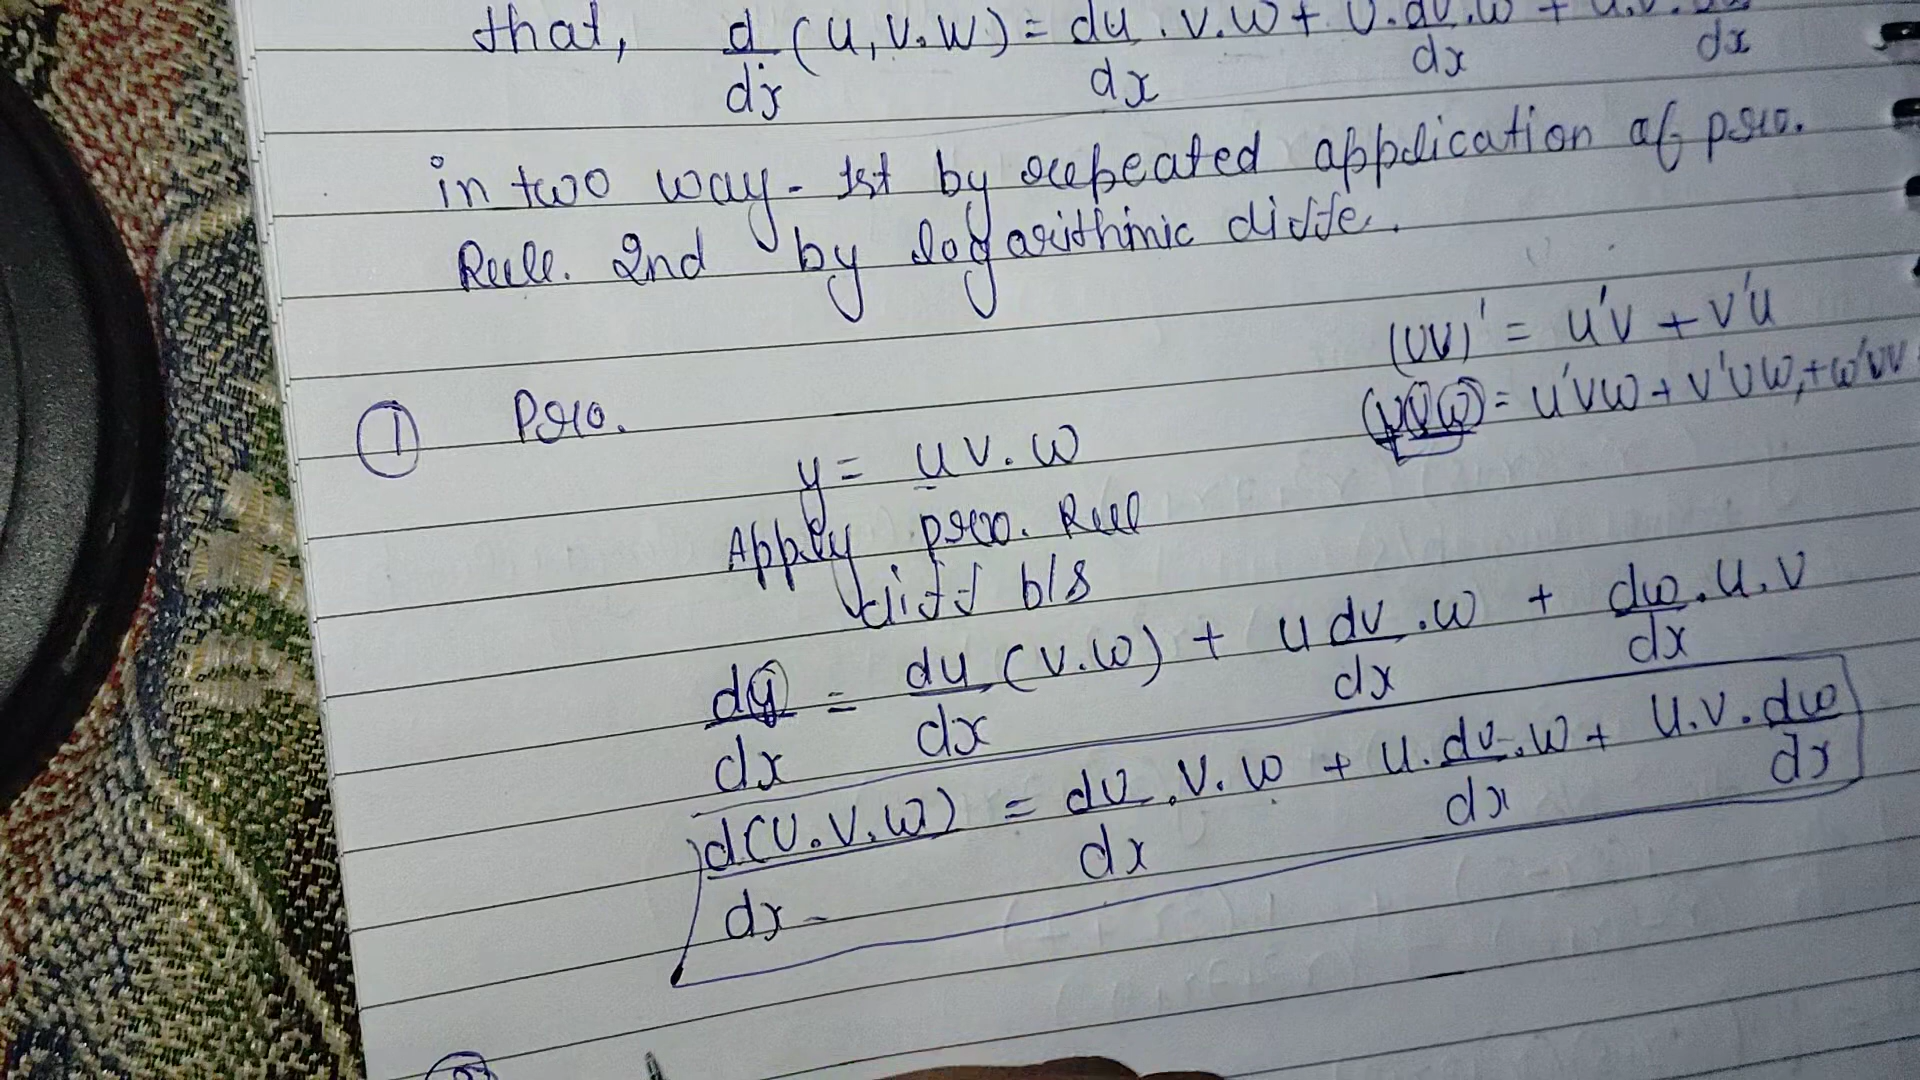 that, d/dx (u, v. w) = du/dx . v. w + u. dv/dx . w + u. v. /dx
in two way - 1st by repeated application of pro.
Rule. 2nd by logarithmic diffe.
(uv)' = u'v + v'u
(uvw) = u'vw + v'uw, + w'uv
① Pro.
y = uv. w
Apply pro. Rul
diff b/s
dy/dx = du/dx (v. w) + u dv/dx . w + dw/dx . u. v
d(u. v. w)/dx = du/dx . v. w + u. dv/dx . w + u. v. dw/dx